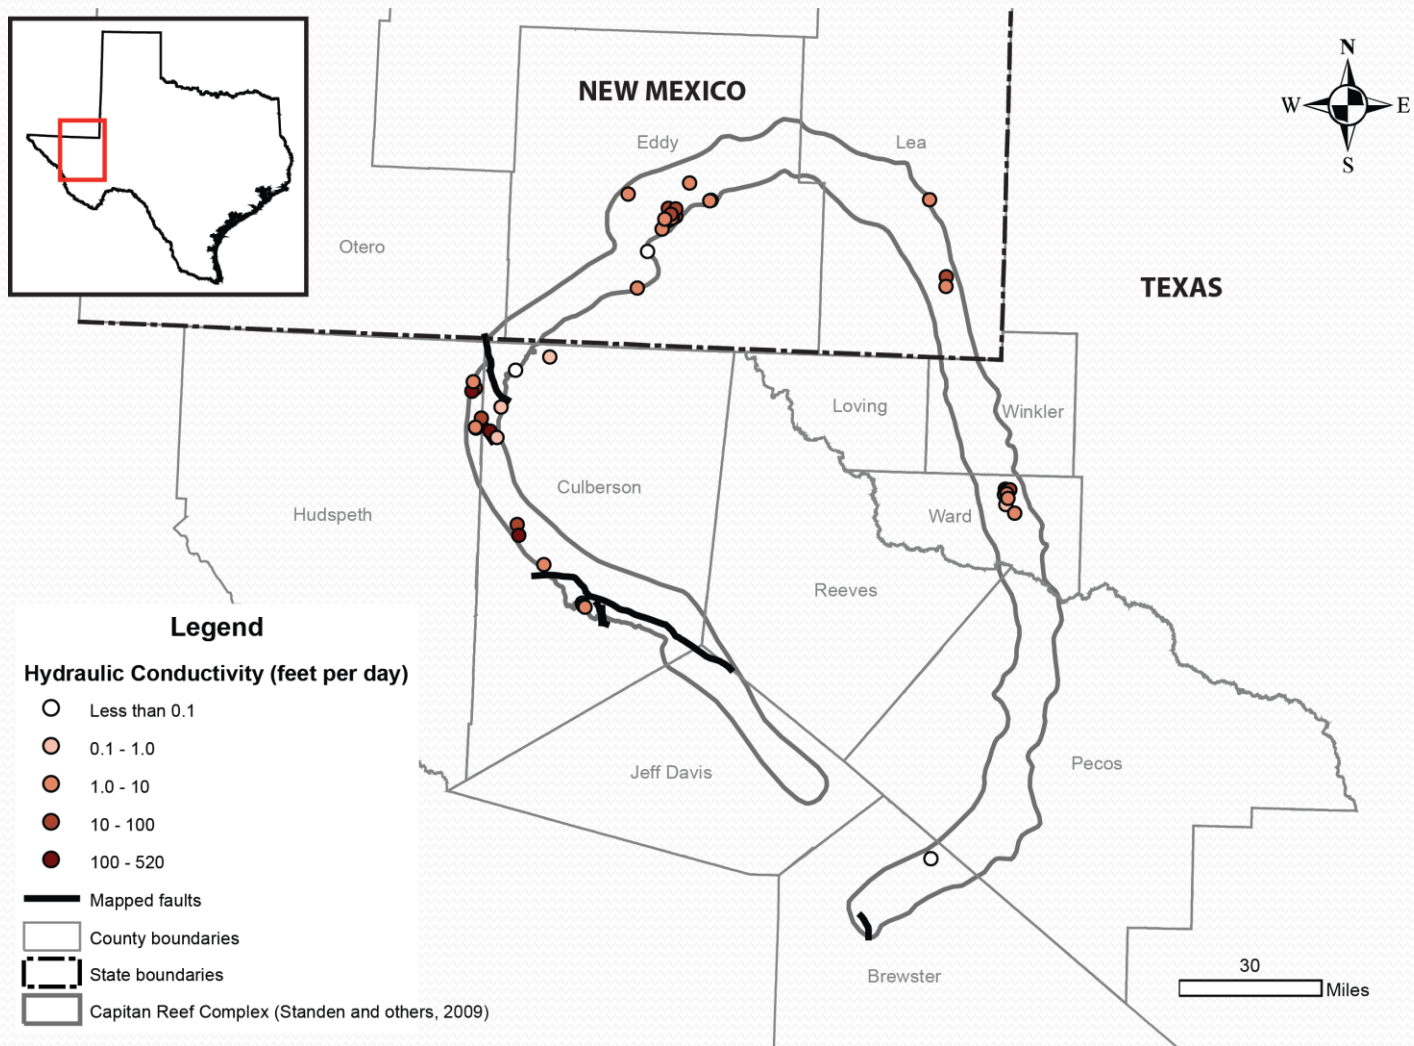 NEW MEXICO
Eddy
Lea
N
W
E
S
Otero
TEXAS
Loving
Winkler
Culberson
Hudspeth
Ward
Reeves
Legend
Hydraulic Conductivity (feet per day)
Less than 0.1
0.1 - 1.0
1.0 - 10
10 - 100
100 - 520
Mapped faults
County boundaries
State boundaries
Capitan Reef Complex (Standen and others, 2009)
Jeff Davis
Pecos
Brewster
30
Miles